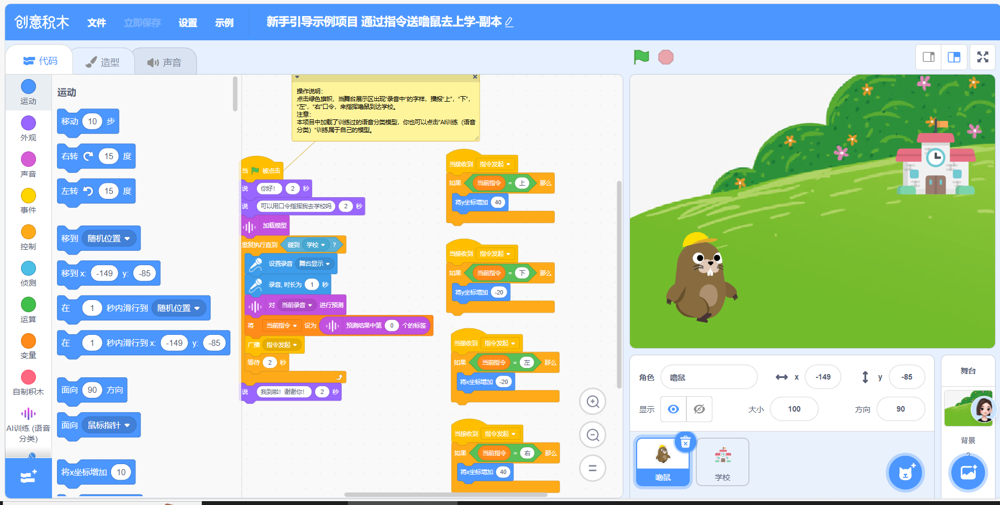 创意积木
文件
立即保存
设置
示例
新手引导示例项目 通过指令送噜鼠去上学-副本
代码
造型
声音
运动
外观
声音
事件
控制
侦测
运算
变量
自制积木
AI训练 (语音
分类)
运动
移动 10 步
右转 15 度
左转 15 度
移到 随机位置
移到 x: -149 y: -85
在 1 秒内滑行到 随机位置
在 1 秒内滑行到 x: -149 y: -85
面向 90 方向
面向 鼠标指针
将x坐标增加 10
操作说明：
点击绿色旗帜，当舞台展示区出现"录音中"的字样，播报"上"，"下"，
"左"，"右"口令，来指挥噜鼠到达学校。
注意：
本项目中加载了训练过的语音分类模型，你也可以点击"AI训练（语音
分类）"训练属于自己的模型。
当 被点击
说 你好！ 2 秒
说 可以用口令指挥我去学校吗 2 秒
加载模型
重复执行直到 碰到 学校 ?
设置录音 舞台显示
录音, 时长为 1 秒
对 当前录音 进行预测
将 当前指令 设为 预测结果中第 0 个的标签
广播 指令发起
等待 2 秒
说 我到啦！谢谢你！ 2 秒
当接收到 指令发起
如果 当前指令 = 上 那么
将y坐标增加 40
当接收到 指令发起
如果 当前指令 = 下 那么
将y坐标增加 -20
当接收到 指令发起
如果 当前指令 = 左 那么
将x坐标增加 -20
当接收到 指令发起
如果 当前指令 = 右 那么
将x坐标增加 40
角色 噜鼠 x -149 y -85
显示 大小 100 方向 90
噜鼠
学校
舞台
背景
2